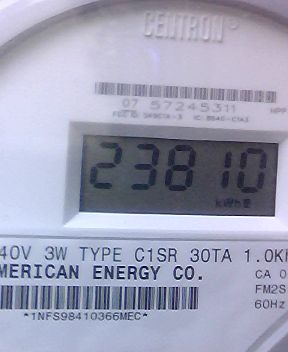 CENTRON®
07 57245311
23810
kWhE
40V 3W TYPE C1SR 30TA 1.0K
MERICAN ENERGY CO.
CA 0
FM2S
60Hz
*1NFS98410366MEC*